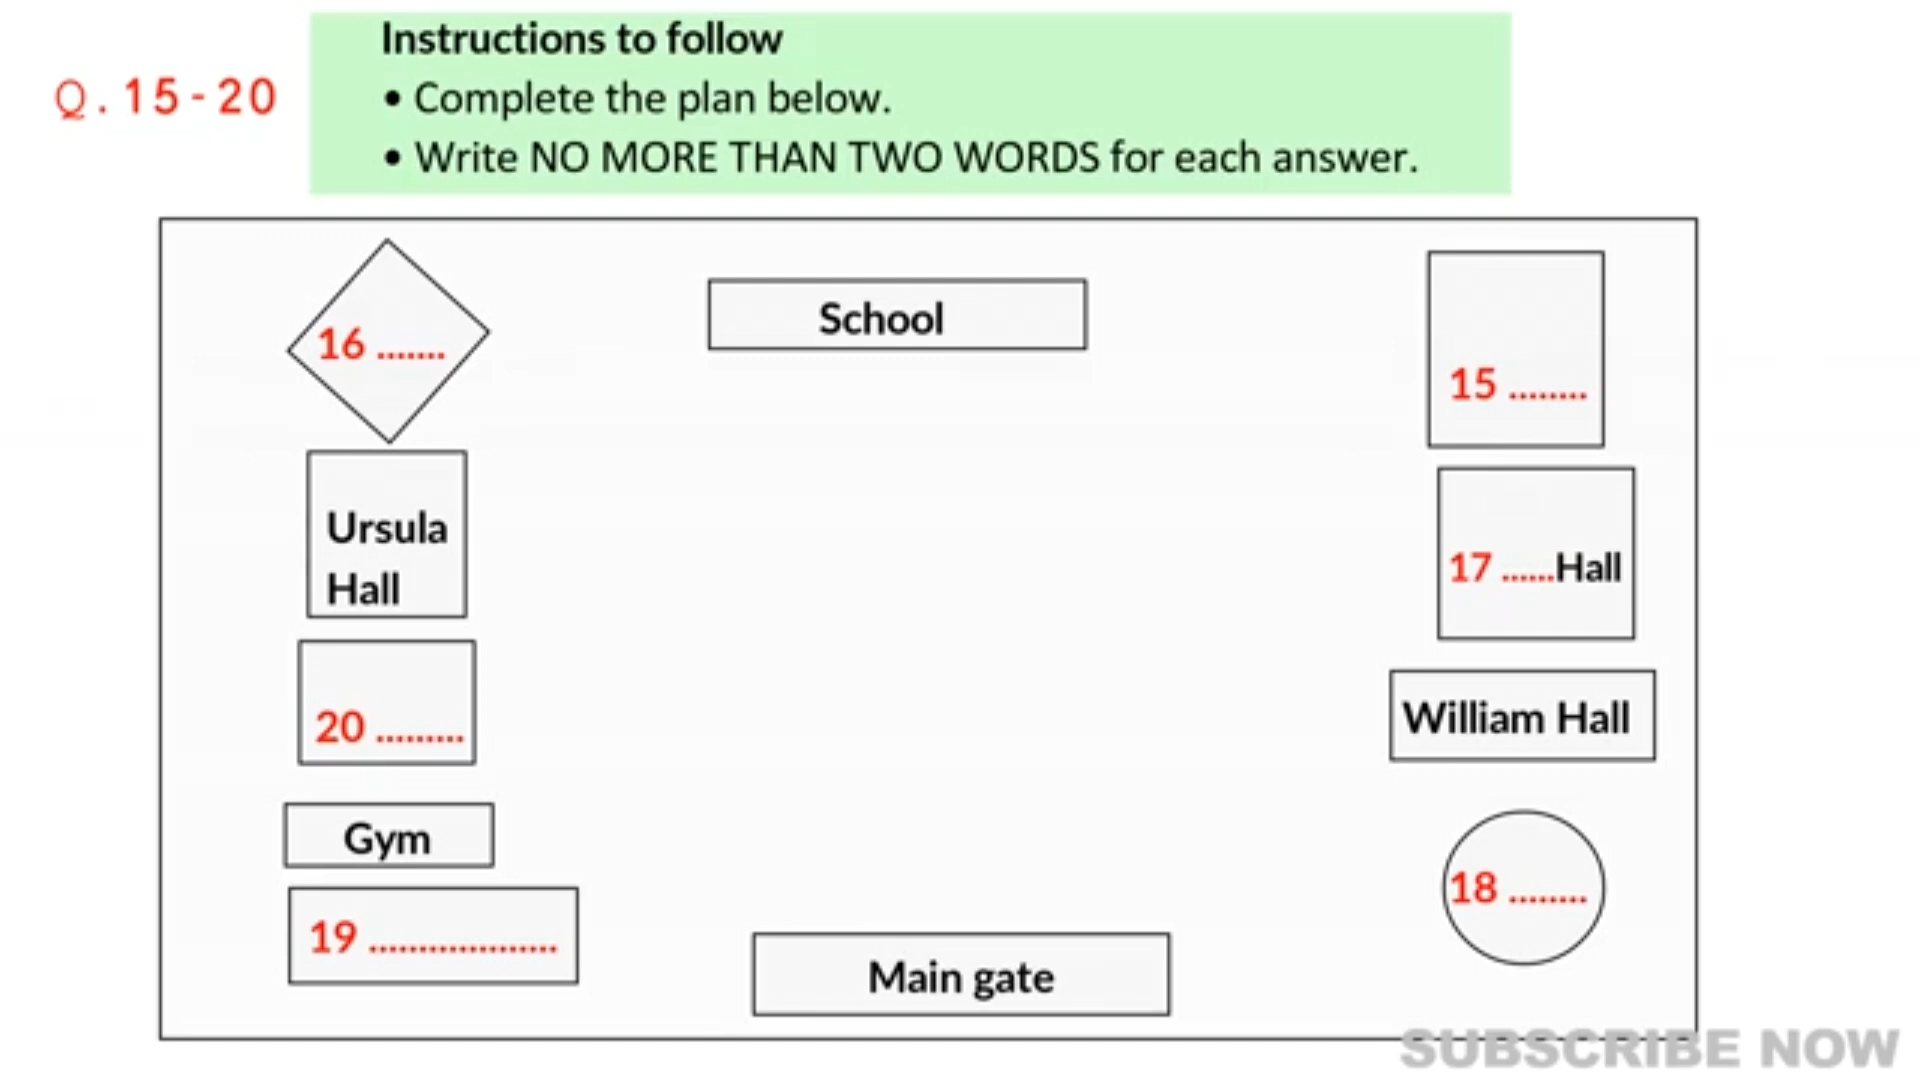 Instructions to follow
Q.15-20
• Complete the plan below.
• Write NO MORE THAN TWO WORDS for each answer.
16 .......
School
15 ........
Ursula
Hall
17 ......Hall
20 .........
William Hall
Gym
18 ........
19 ...................
Main gate
SUBSCRIBE NOW